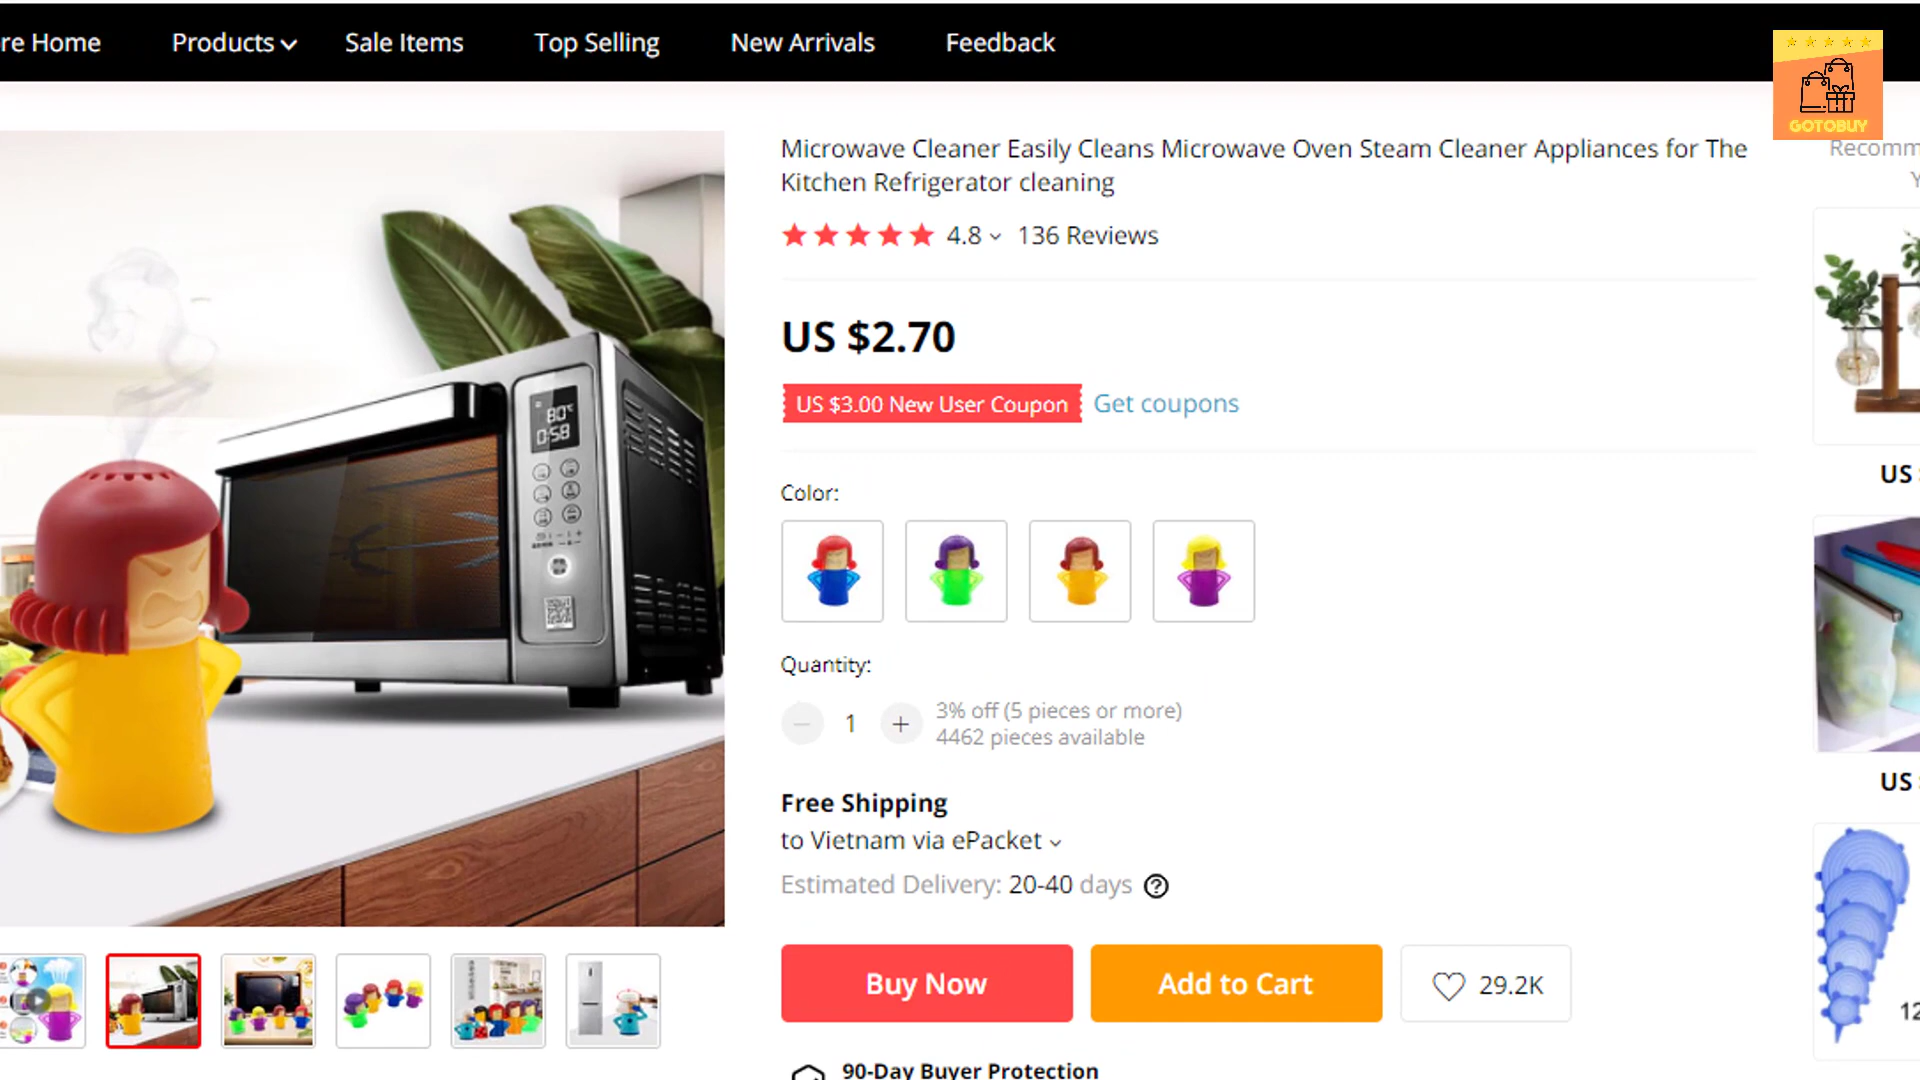 re Home
Products
Sale Items
Top Selling
New Arrivals
Feedback
GOTOBUY
Microwave Cleaner Easily Cleans Microwave Oven Steam Cleaner Appliances for The
Kitchen Refrigerator cleaning
Recomm
Y
4.8
136 Reviews
US $2.70
US $3.00 New User Coupon
Get coupons
80
0:58
Color:
US
Quantity:
1
3% off (5 pieces or more)
4462 pieces available
US
Free Shipping
to Vietnam via ePacket
Estimated Delivery: 20-40 days
Buy Now
Add to Cart
29.2K
12
90-Day Buyer Protection